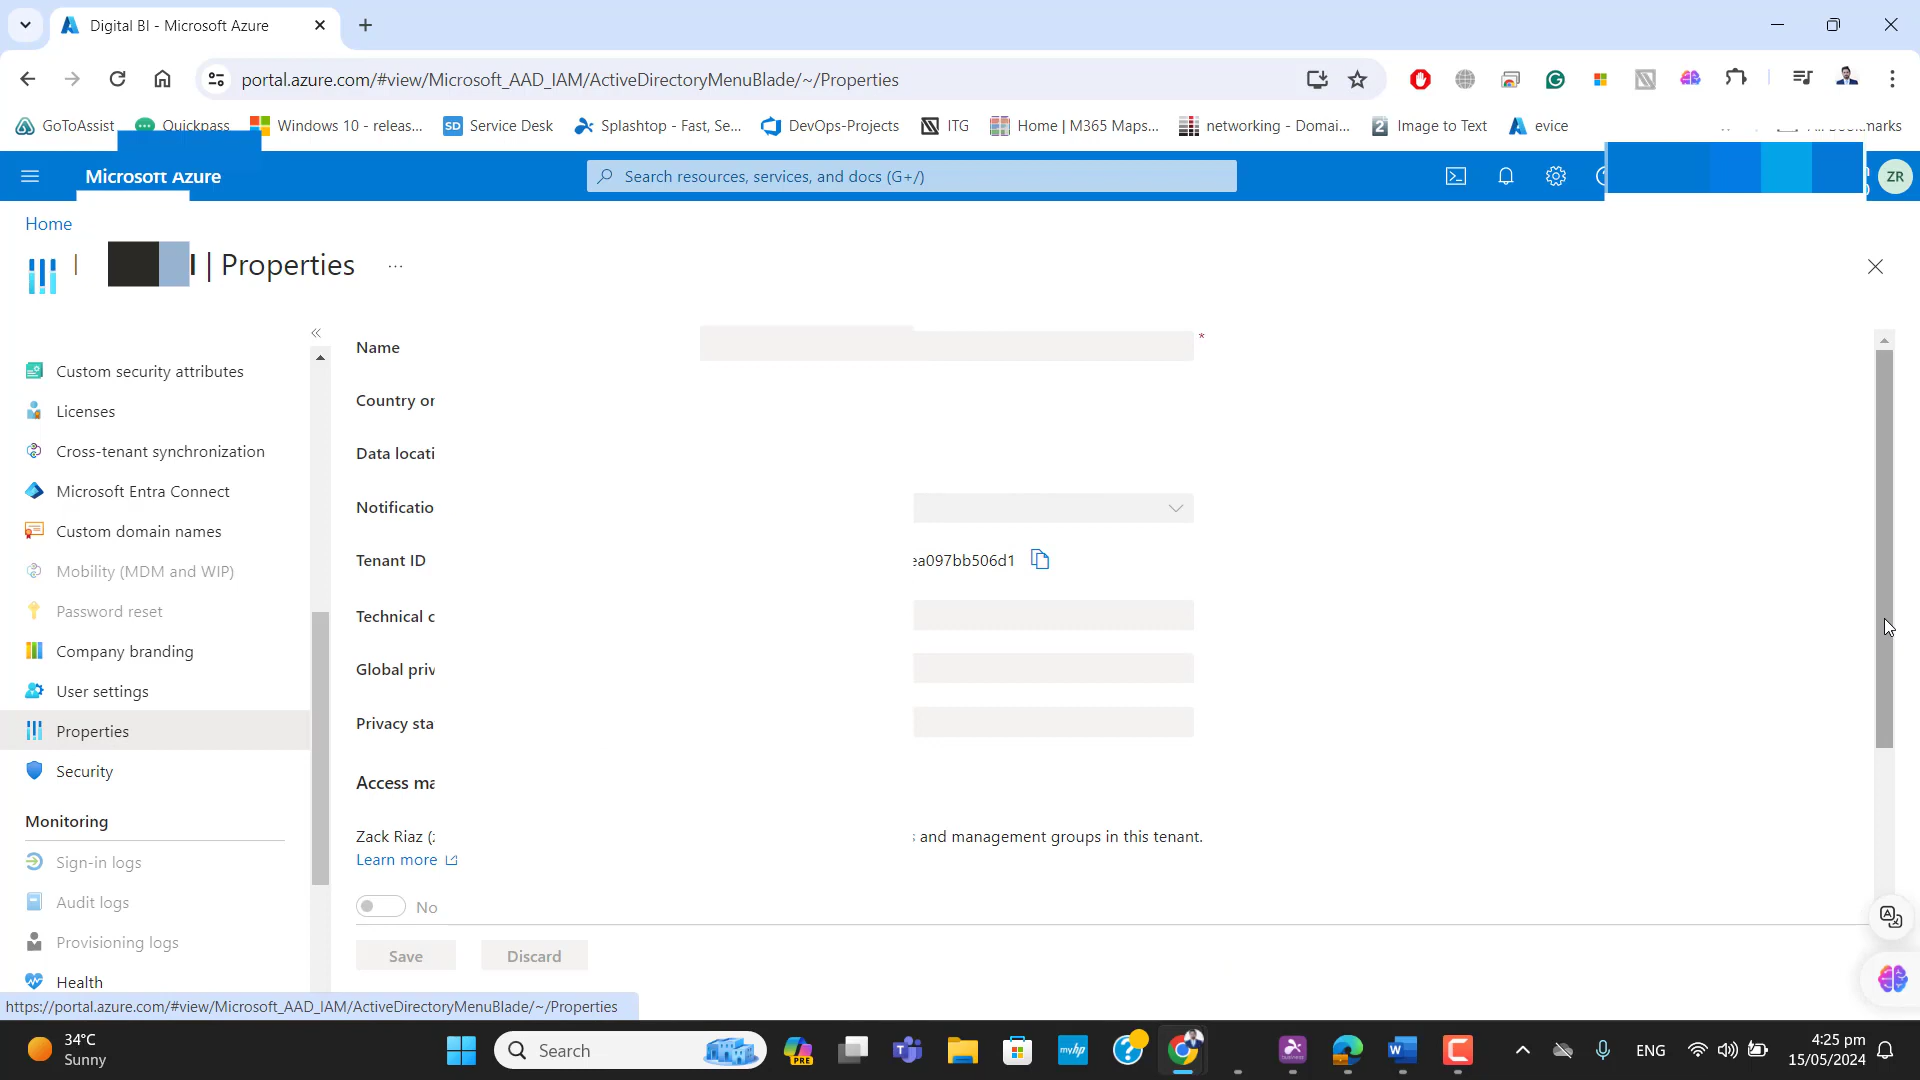 Digital BI - Microsoft Azure
portal.azure.com/#view/Microsoft_AAD_IAM/ActiveDirectoryMenuBlade/~/Properties
GoToAssist
Quickpass
Windows 10 - releas...
SD Service Desk
Splashtop - Fast, Se...
DevOps-Projects
ITG
Home | M365 Maps...
networking - Domai...
2 Image to Text
evice
Microsoft Azure
Search resources, services, and docs (G+/)
ZR
Home
| Properties
...
Custom security attributes
Licenses
Cross-tenant synchronization
Microsoft Entra Connect
Custom domain names
Mobility (MDM and WIP)
Password reset
Company branding
User settings
Properties
Security
Monitoring
Sign-in logs
Audit logs
Provisioning logs
Health
Name
*
Country or
Data locati
Notificatio
Tenant ID
ea097bb506d1
Technical c
Global priv
Privacy sta
Access ma
Zack Riaz (
and management groups in this tenant.
Learn more
No
Save
Discard
https://portal.azure.com/#view/Microsoft_AAD_IAM/ActiveDirectoryMenuBlade/~/Properties
34°C
Sunny
Search
PRE
myhp
ENG
4:25 pm
15/05/2024